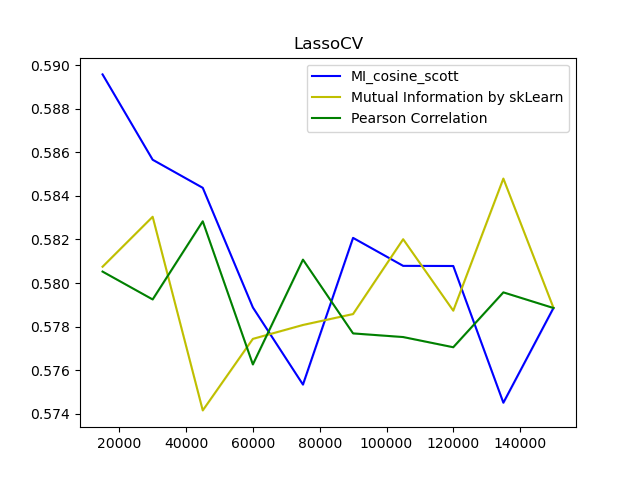 LassoCV
MI_cosine_scott
Mutual Information by skLearn
Pearson Correlation
0.590
0.588
0.586
0.584
0.582
0.580
0.578
0.576
0.574
20000 40000 60000 80000 100000 120000 140000